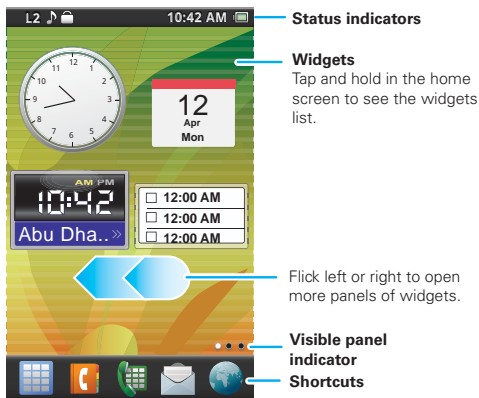 L2 10:42 AM
Status indicators
Widgets
Tap and hold in the home
screen to see the widgets
list.
12
11
1
10
2
9
3
8
4
7
6
5
12
Apr
Mon
AM PM
10:42
Abu Dha..»
12:00 AM
12:00 AM
12:00 AM
Flick left or right to open
more panels of widgets.
Visible panel
indicator
Shortcuts